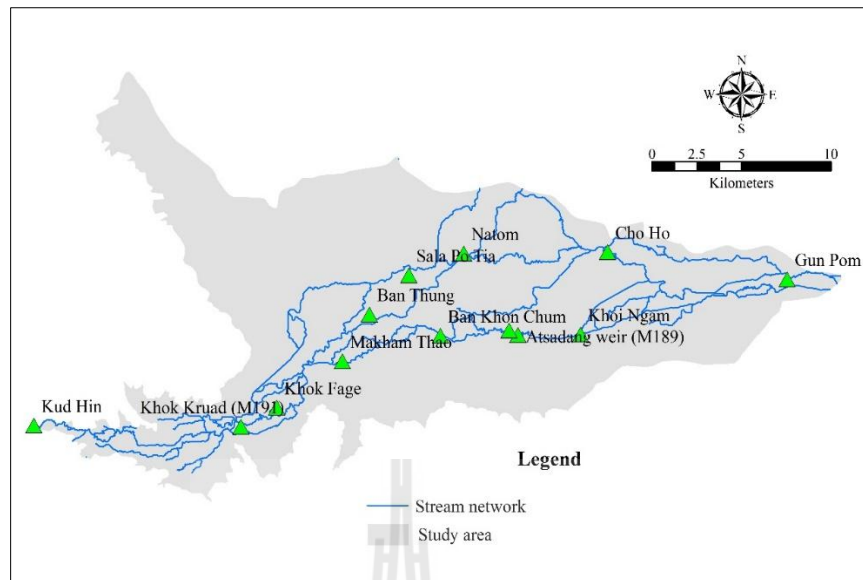 N
W E
S
0 2.5 5 10
Kilometers
Natom
Cho Ho
Sala Po Tia
Gun Pom
Ban Thung
Ban Khon Chum
Khoi Ngam
Makham Thao
Atsadang weir (M189)
Khok Fage
Kud Hin
Khok Kruad (M191)
Legend
Stream network
Study area